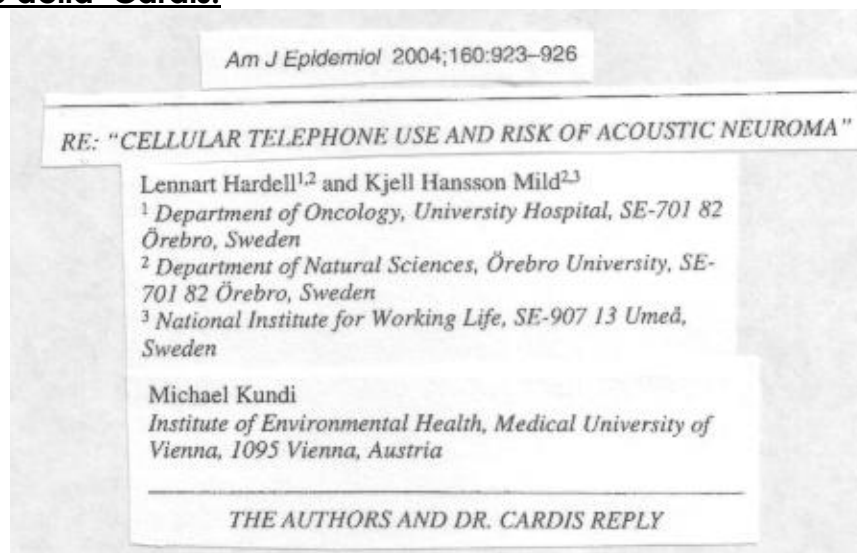 Cardis.
Am J Epidemiol 2004;160:923–926
RE: "CELLULAR TELEPHONE USE AND RISK OF ACOUSTIC NEUROMA"
Lennart Hardell1,2 and Kjell Hansson Mild2,3
1 Department of Oncology, University Hospital, SE-701 82
Örebro, Sweden
2 Department of Natural Sciences, Örebro University, SE-
701 82 Örebro, Sweden
3 National Institute for Working Life, SE-907 13 Umeå,
Sweden
Michael Kundi
Institute of Environmental Health, Medical University of
Vienna, 1095 Vienna, Austria
THE AUTHORS AND DR. CARDIS REPLY